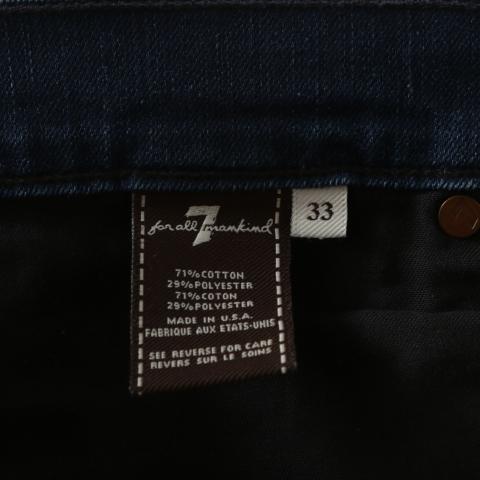 for all 7 mankind
33
71% COTTON
29% POLYESTER
71% COTON
29% POLYESTER
MADE IN U.S.A.
FABRIQUE AUX ETATS-UNIS
SEE REVERSE FOR CARE
REVERS SUR LE SOINS